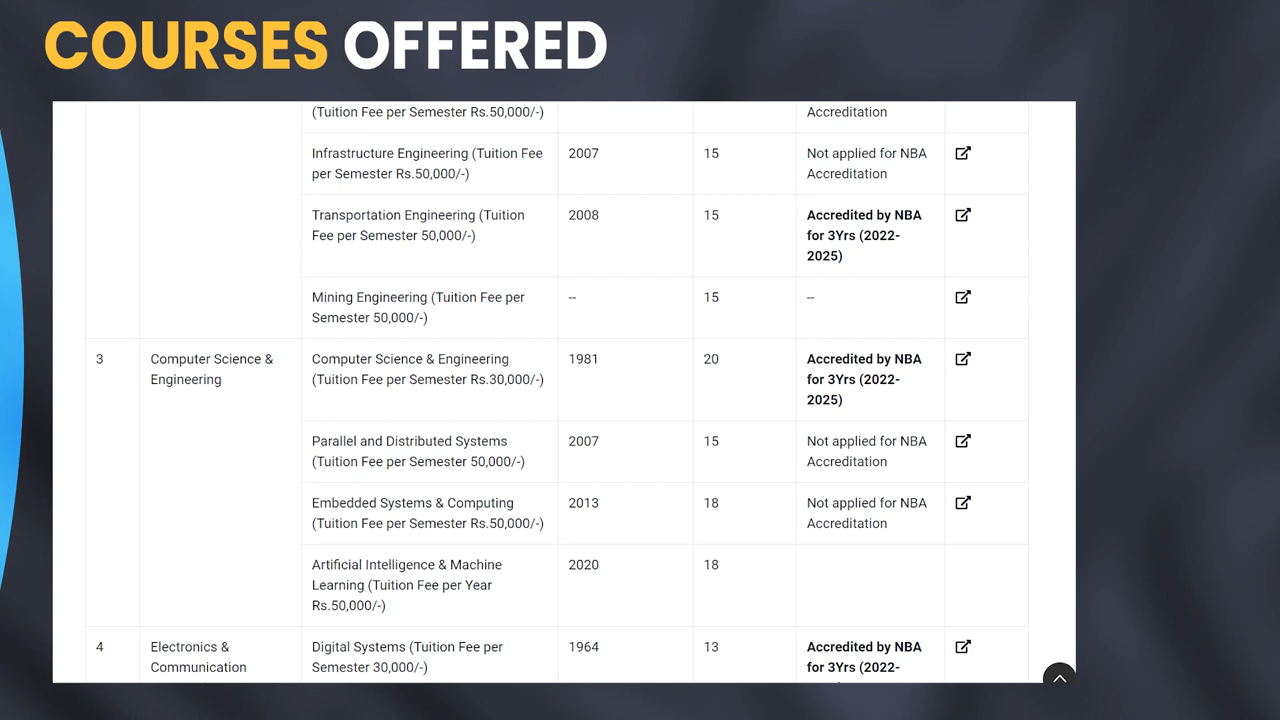 COURSES OFFERED
(Tuition Fee per Semester Rs.50,000/-)
Accreditation
Infrastructure Engineering (Tuition Fee
per Semester Rs.50,000/-)
2007
15
Not applied for NBA
Accreditation
Transportation Engineering (Tuition
Fee per Semester 50,000/-)
2008
15
Accredited by NBA
for 3Yrs (2022-
2025)
Mining Engineering (Tuition Fee per
Semester 50,000/-)
--
15
--
3
Computer Science &
Engineering
Computer Science & Engineering
(Tuition Fee per Semester Rs.30,000/-)
1981
20
Accredited by NBA
for 3Yrs (2022-
2025)
Parallel and Distributed Systems
(Tuition Fee per Semester 50,000/-)
2007
15
Not applied for NBA
Accreditation
Embedded Systems & Computing
(Tuition Fee per Semester Rs.50,000/-)
2013
18
Not applied for NBA
Accreditation
Artificial Intelligence & Machine
Learning (Tuition Fee per Year
Rs.50,000/-)
2020
18
4
Electronics &
Communication
Digital Systems (Tuition Fee per
Semester 30,000/-)
1964
13
Accredited by NBA
for 3Yrs (2022-